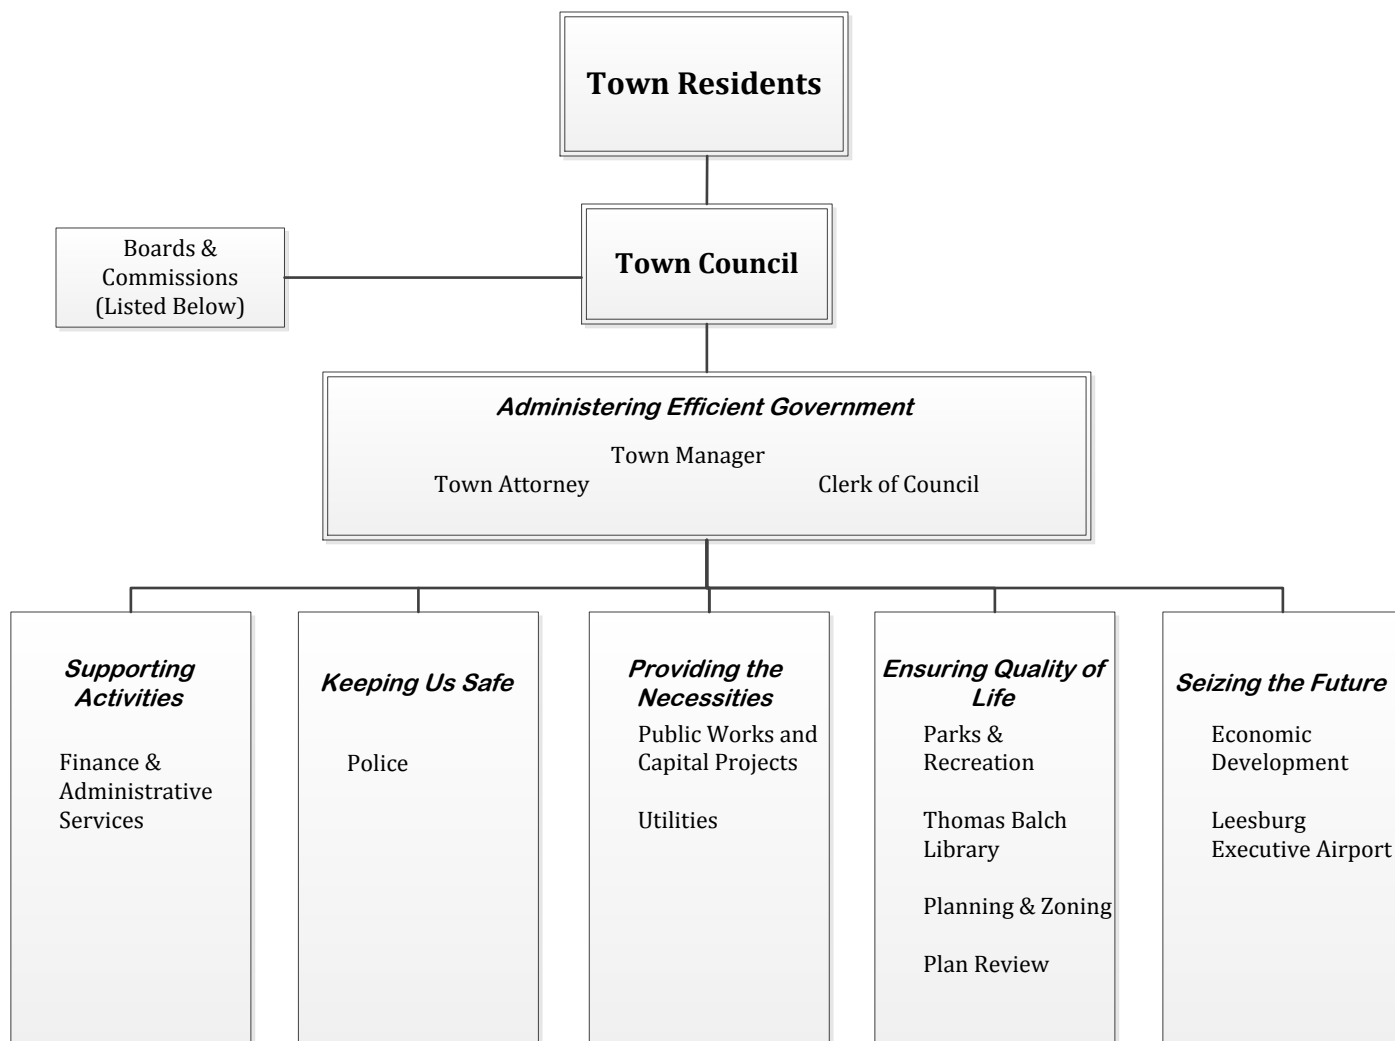 Town Residents
Boards &
Commissions
(Listed Below)
Town Council
Administering Efficient Government
Town Manager
Town Attorney
Clerk of Council
Supporting
Activities
Finance &
Administrative
Services
Keeping Us Safe
Police
Providing the
Necessities
Public Works and
Capital Projects
Utilities
Ensuring Quality of
Life
Parks &
Recreation
Thomas Balch
Library
Planning & Zoning
Plan Review
Seizing the Future
Economic
Development
Leesburg
Executive Airport